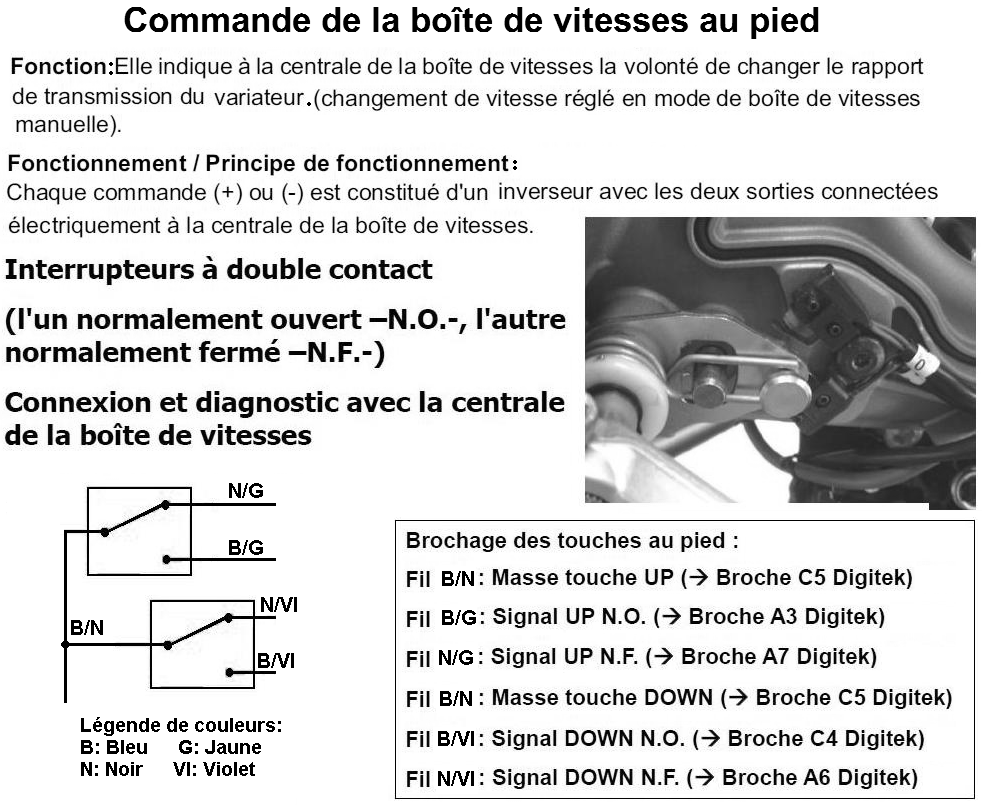 Commande de la boîte de vitesses au pied
Fonction:Elle indique à la centrale de la boîte de vitesses la volonté de changer le rapport
de transmission du variateur.(changement de vitesse réglé en mode de boîte de vitesses
manuelle).
Fonctionnement / Principe de fonctionnement:
Chaque commande (+) ou (-) est constitué d'un inverseur avec les deux sorties connectées
électriquement à la centrale de la boîte de vitesses.
Interrupteurs à double contact
(l'un normalement ouvert –N.O.-, l'autre
normalement fermé –N.F.-)
Connexion et diagnostic avec la centrale
de la boîte de vitesses
N/G
B/G
N/VI
B/N
B/VI
Légende de couleurs:
B: Bleu G: Jaune
N: Noir VI: Violet
Brochage des touches au pied :
Fil B/N : Masse touche UP (→ Broche C5 Digitek)
Fil B/G : Signal UP N.O. (→ Broche A3 Digitek)
Fil N/G : Signal UP N.F. (→ Broche A7 Digitek)
Fil B/N : Masse touche DOWN (→ Broche C5 Digitek)
Fil B/VI : Signal DOWN N.O. (→ Broche C4 Digitek)
Fil N/VI : Signal DOWN N.F. (→ Broche A6 Digitek)